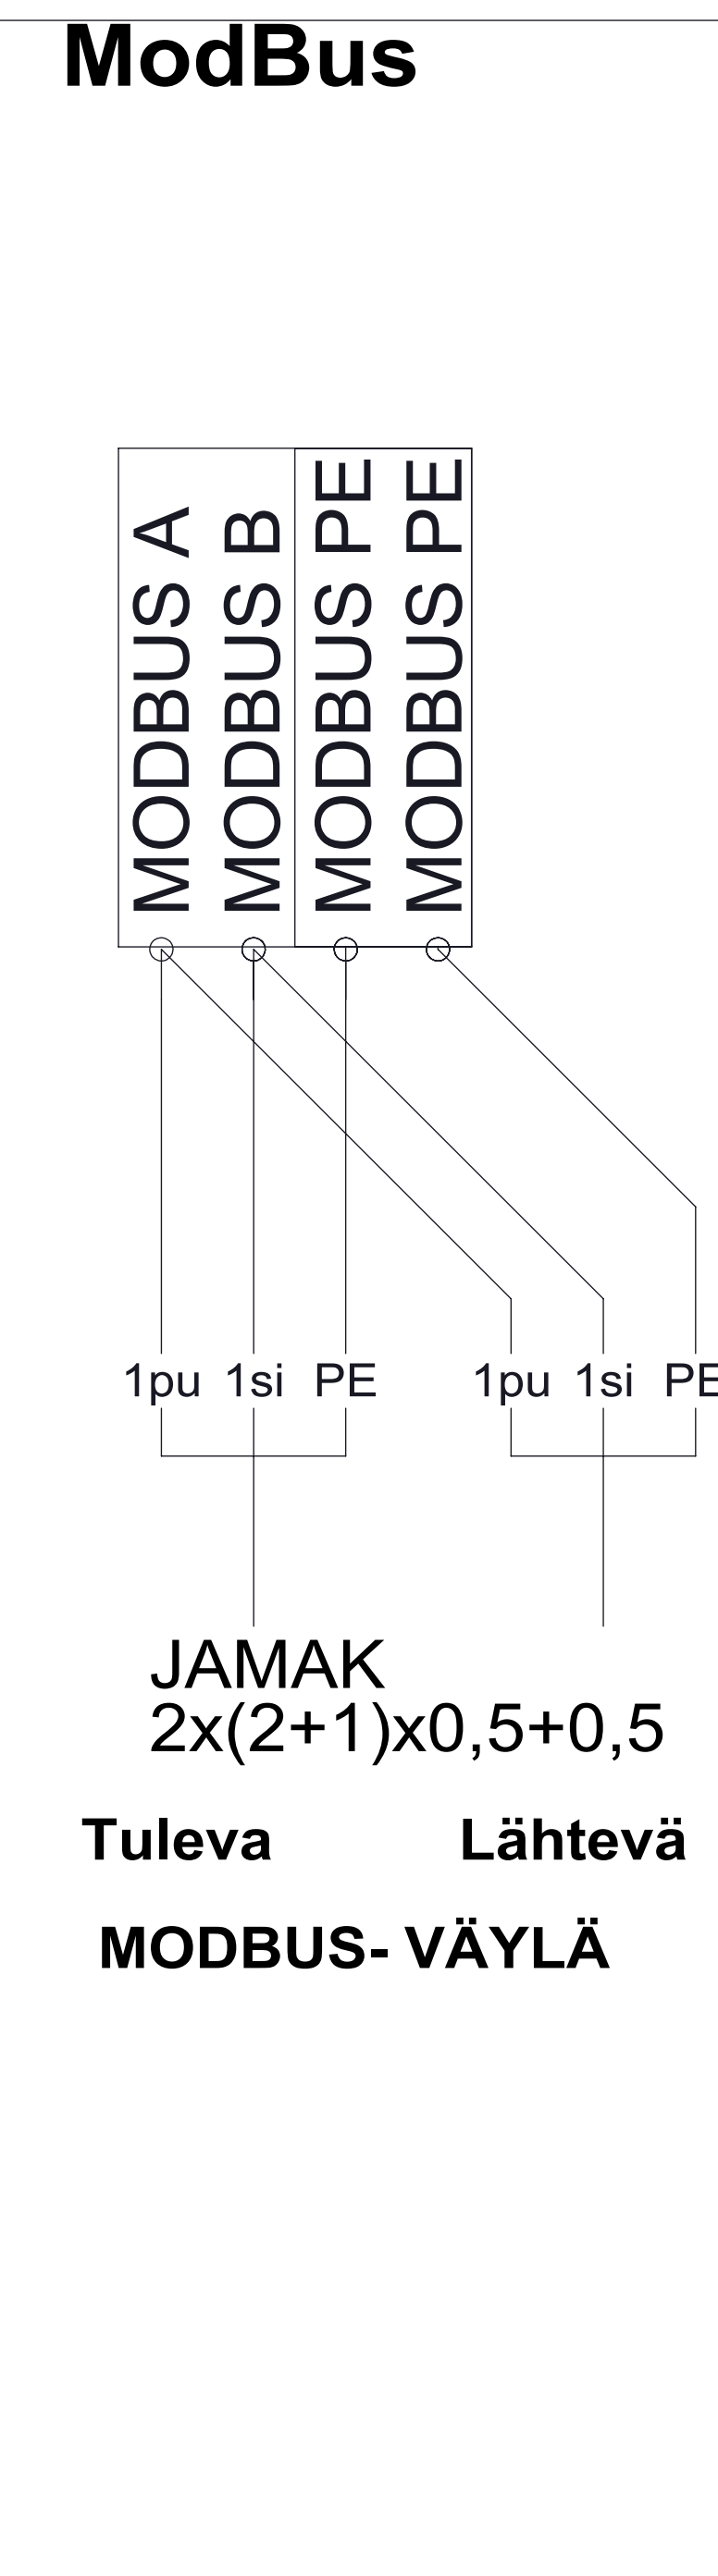 ModBus
MODBUS A
MODBUS B
MODBUS PE
MODBUS PE
1pu 1si PE
1pu 1si PE
JAMAK
2x(2+1)x0,5+0,5
Tuleva Lähtevä
MODBUS- VÄYLÄ